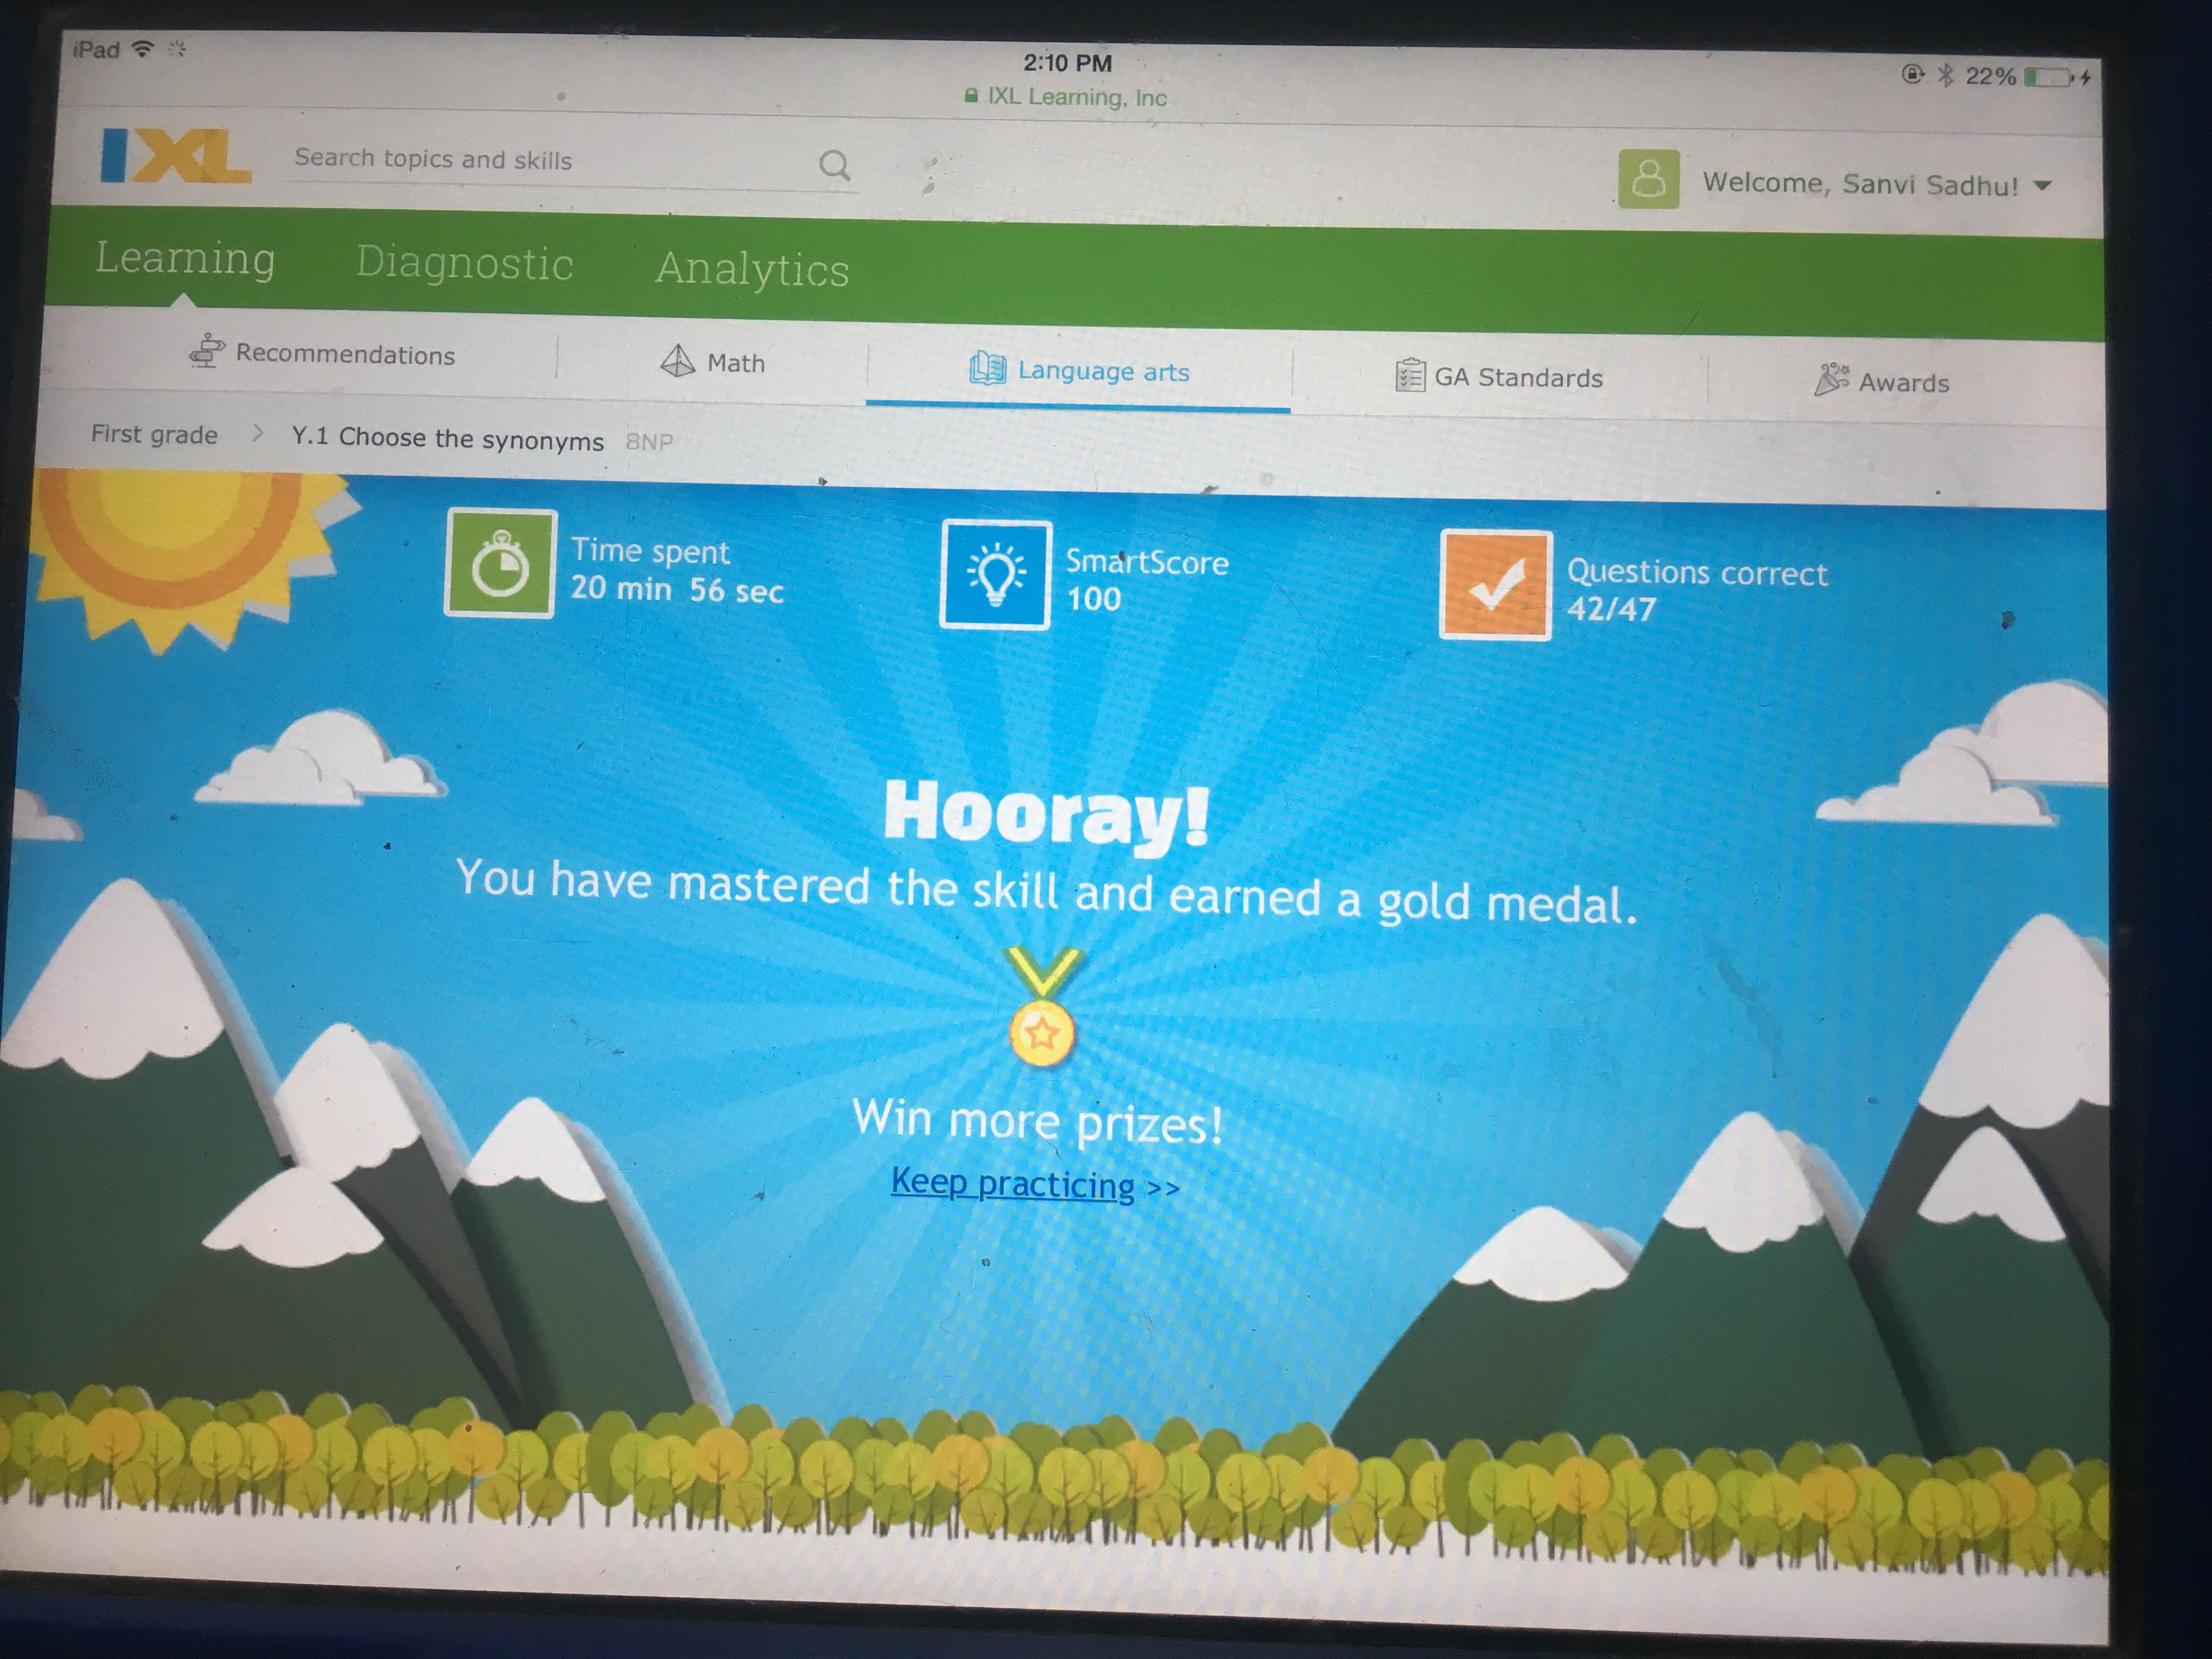 iPad
2:10 PM
22%
IXL Learning, Inc
IXL
Search topics and skills
Welcome, Sanvi Sadhu!
Learning
Diagnostic
Analytics
Recommendations
Math
Language arts
GA Standards
Awards
First grade > Y.1 Choose the synonyms 8NP
Time spent
20 min 56 sec
SmartScore
100
Questions correct
42/47
Hooray!
You have mastered the skill and earned a gold medal.
Win more prizes!
Keep practicing >>